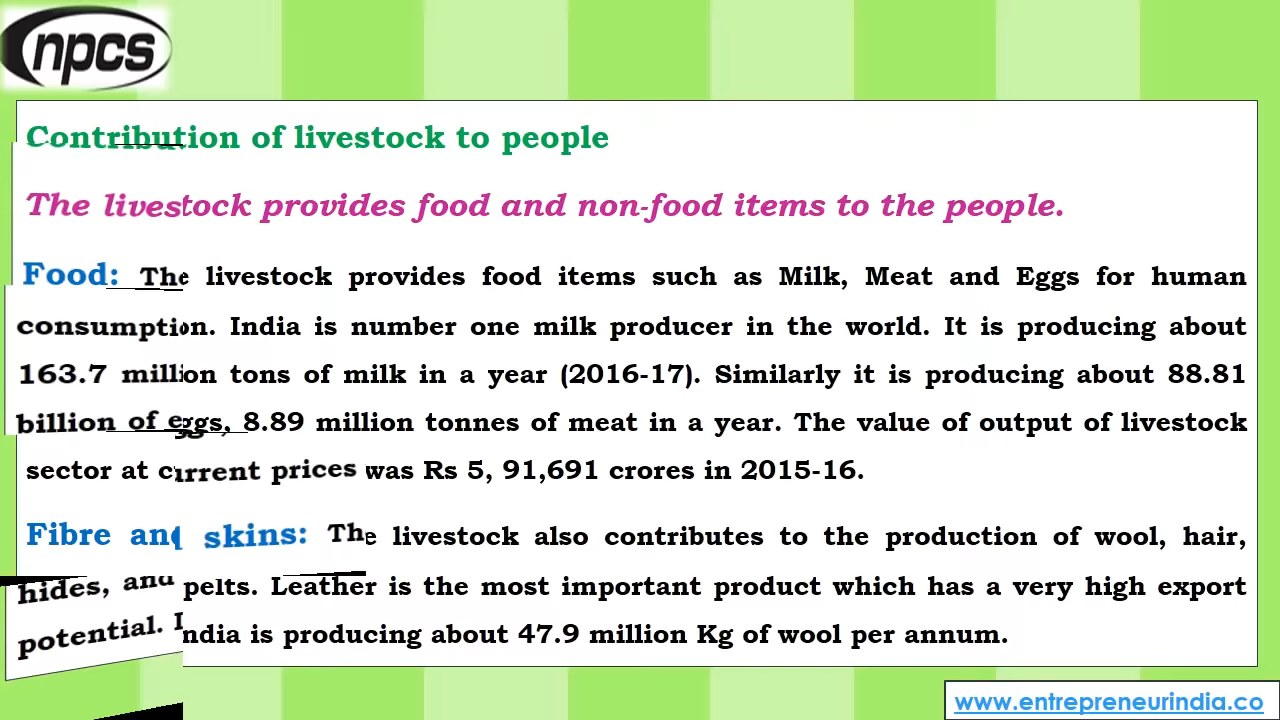 npcs
Contribution of livestock to people
The livestock provides food and non-food items to the people.
Food: The livestock provides food items such as Milk, Meat and Eggs for human
consumption. India is number one milk producer in the world. It is producing about
163.7 million tons of milk in a year (2016-17). Similarly it is producing about 88.81
billion of eggs, 8.89 million tonnes of meat in a year. The value of output of livestock
sector at current prices was Rs 5, 91,691 crores in 2015-16.
Fibre and skins: The livestock also contributes to the production of wool, hair,
hides, and pelts. Leather is the most important product which has a very high export
potential. India is producing about 47.9 million Kg of wool per annum.
www.entrepreneurindia.co